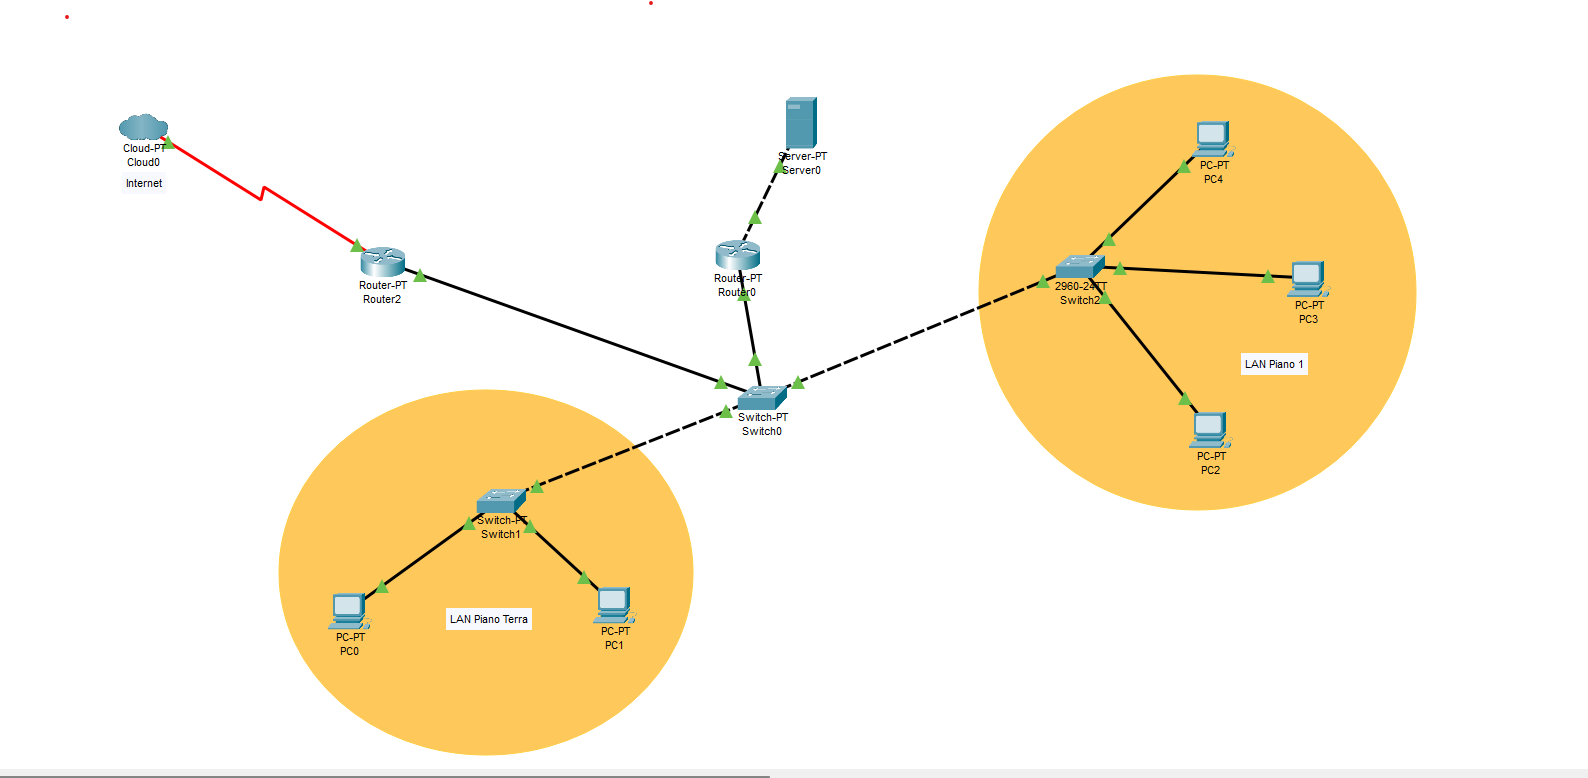 Cloud-PT
Cloud0
Internet
Server-PT
Server0
PC-PT
PC4
Router-PT
Router2
Router-PT
Router0
2960-24TT
Switch2
PC-PT
PC3
LAN Piano 1
Switch-PT
Switch0
PC-PT
PC2
Switch-PT
Switch1
LAN Piano Terra
PC-PT
PC0
PC-PT
PC1